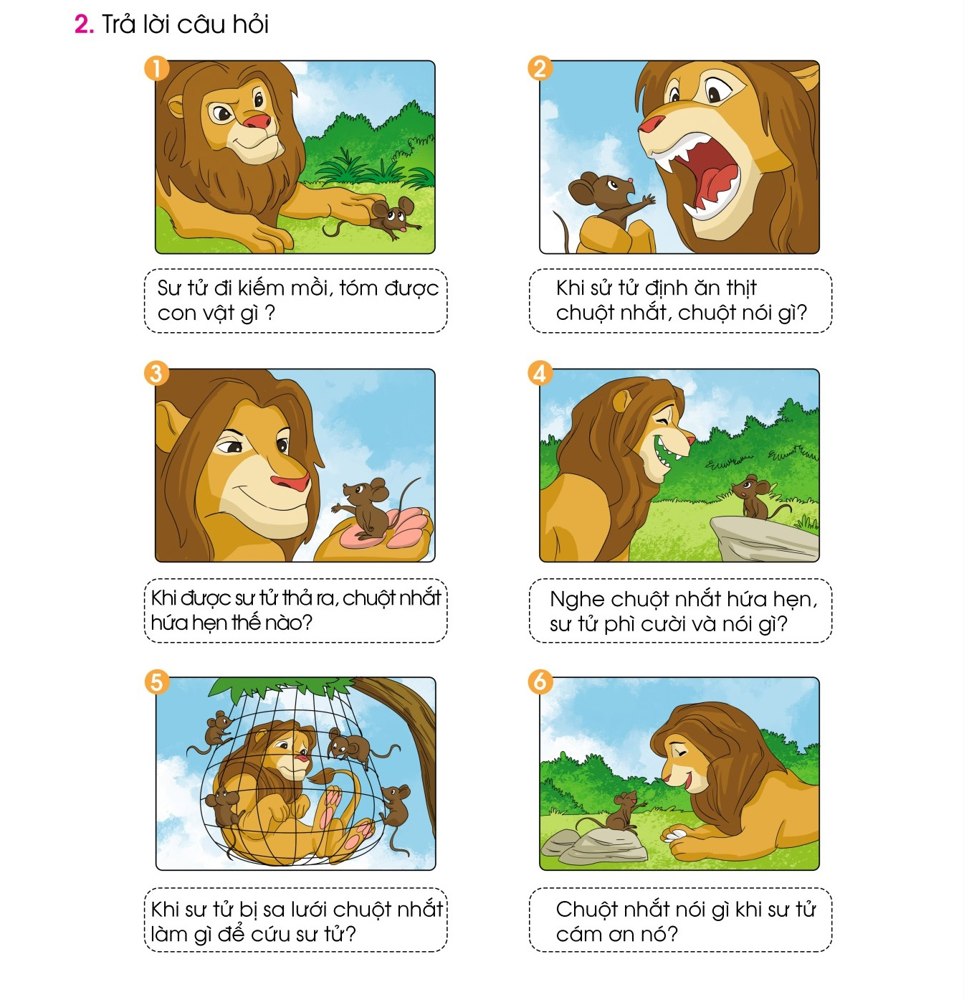 2. Trả lời câu hỏi
1
Sư tử đi kiếm mồi, tóm được
con vật gì ?
2
Khi sử tử định ăn thịt
chuột nhắt, chuột nói gì?
3
Khi được sư tử thả ra, chuột nhắt
hứa hẹn thế nào?
4
Nghe chuột nhắt hứa hẹn,
sư tử phì cười và nói gì?
5
Khi sư tử bị sa lưới chuột nhắt
làm gì để cứu sư tử?
6
Chuột nhắt nói gì khi sư tử
cám ơn nó?